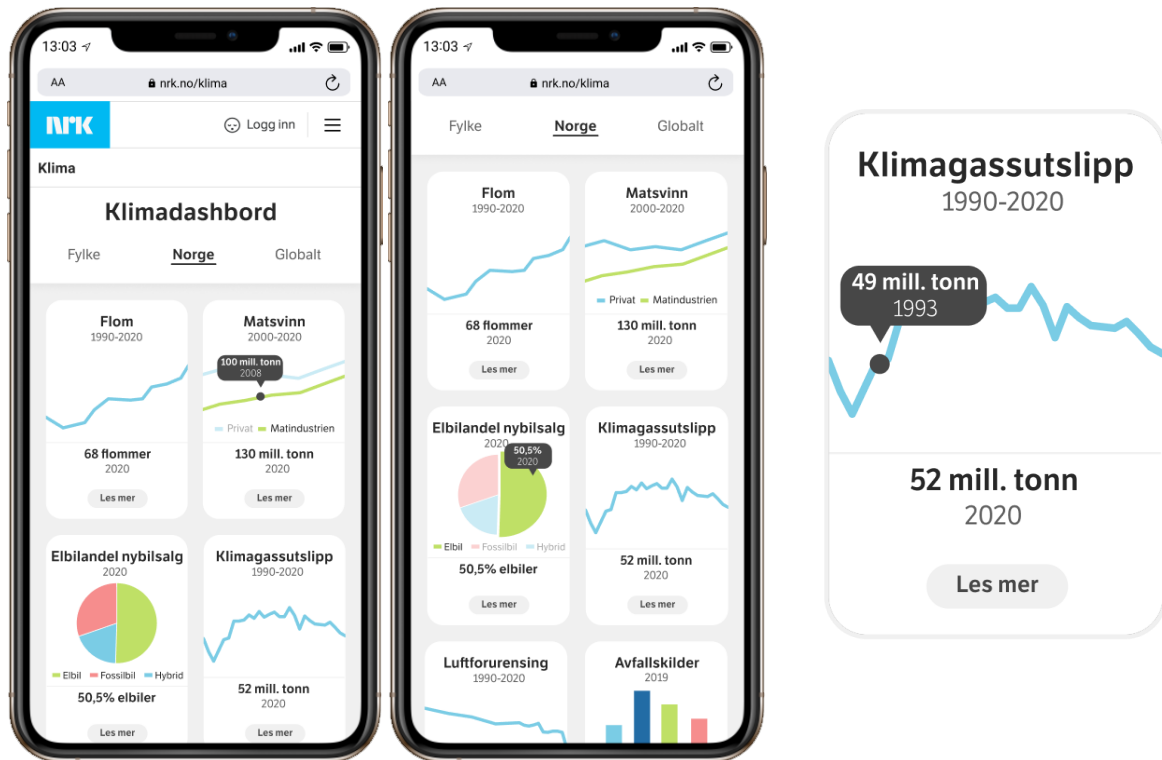 13:03
AA nrk.no/klima
NRK
Logg inn
Klima
Klimadashbord
Fylke Norge Globalt
Flom
1990-2020
68 flommer
2020
Les mer
Matsvinn
2000-2020
100 mill. tonn
2008
Privat Matindustrien
130 mill. tonn
2020
Les mer
Elbilandel nybilsalg
2020
Elbil Fossilbil Hybrid
50,5% elbiler
Les mer
Klimagassutslipp
1990-2020
52 mill. tonn
2020
Les mer
13:03
AA nrk.no/klima
Fylke Norge Globalt
Flom
1990-2020
68 flommer
2020
Les mer
Matsvinn
2000-2020
Privat Matindustrien
130 mill. tonn
2020
Les mer
Elbilandel nybilsalg
2020
50,5%
2020
Elbil Fossilbil Hybrid
50,5% elbiler
Les mer
Klimagassutslipp
1990-2020
52 mill. tonn
2020
Les mer
Luftforurensing
1990-2020
Avfallskilder
2019
Klimagassutslipp
1990-2020
49 mill. tonn
1993
52 mill. tonn
2020
Les mer